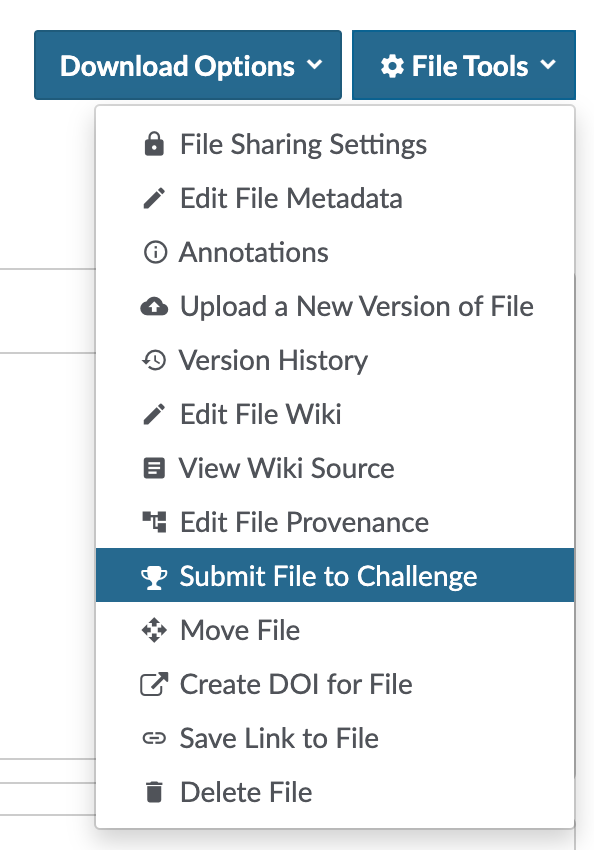 Download Options
File Tools
File Sharing Settings
Edit File Metadata
Annotations
Upload a New Version of File
Version History
Edit File Wiki
View Wiki Source
Edit File Provenance
Submit File to Challenge
Move File
Create DOI for File
Save Link to File
Delete File